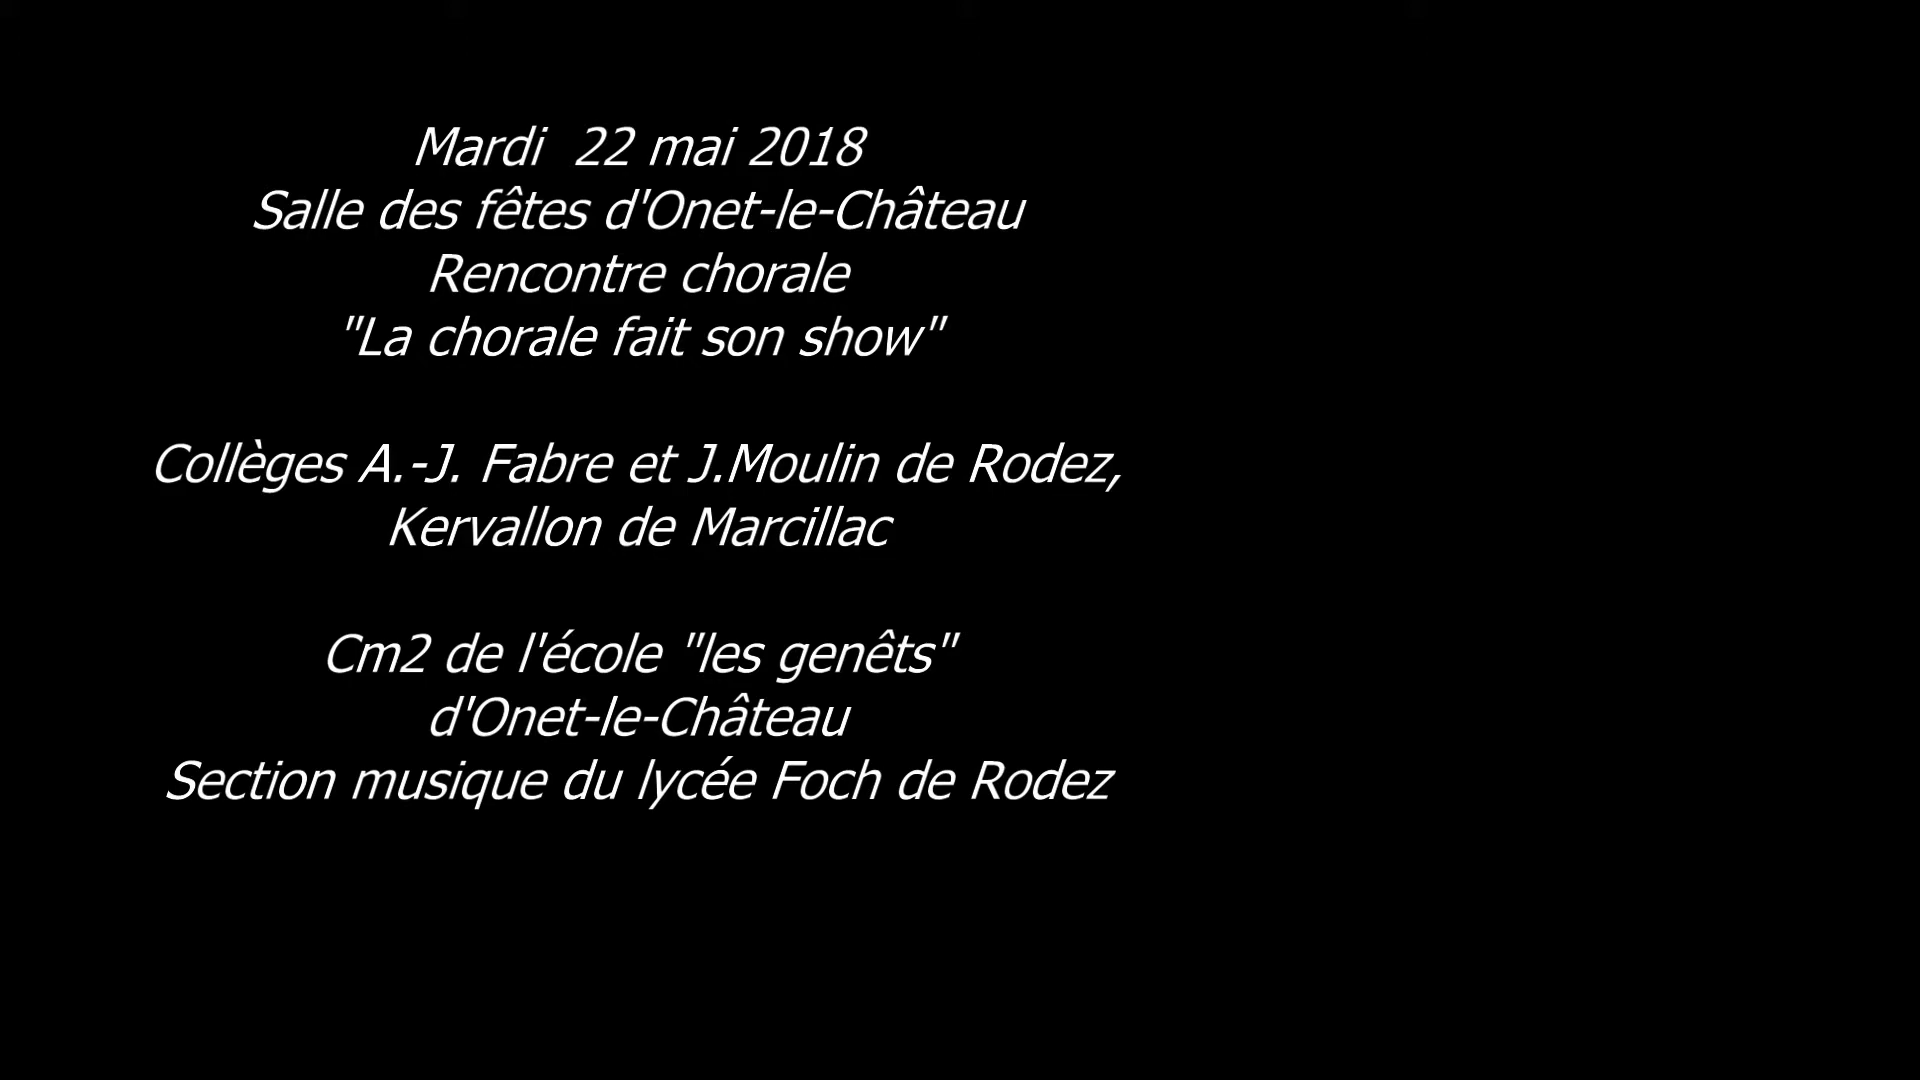 Mardi  22 mai 2018
Salle des fêtes d'Onet-le-Château
Rencontre chorale
"La chorale fait son show"
Collèges A.-J. Fabre et J.Moulin de Rodez,
Kervallon de Marcillac
Cm2 de l'école "les genêts"
d'Onet-le-Château
Section musique du lycée Foch de Rodez